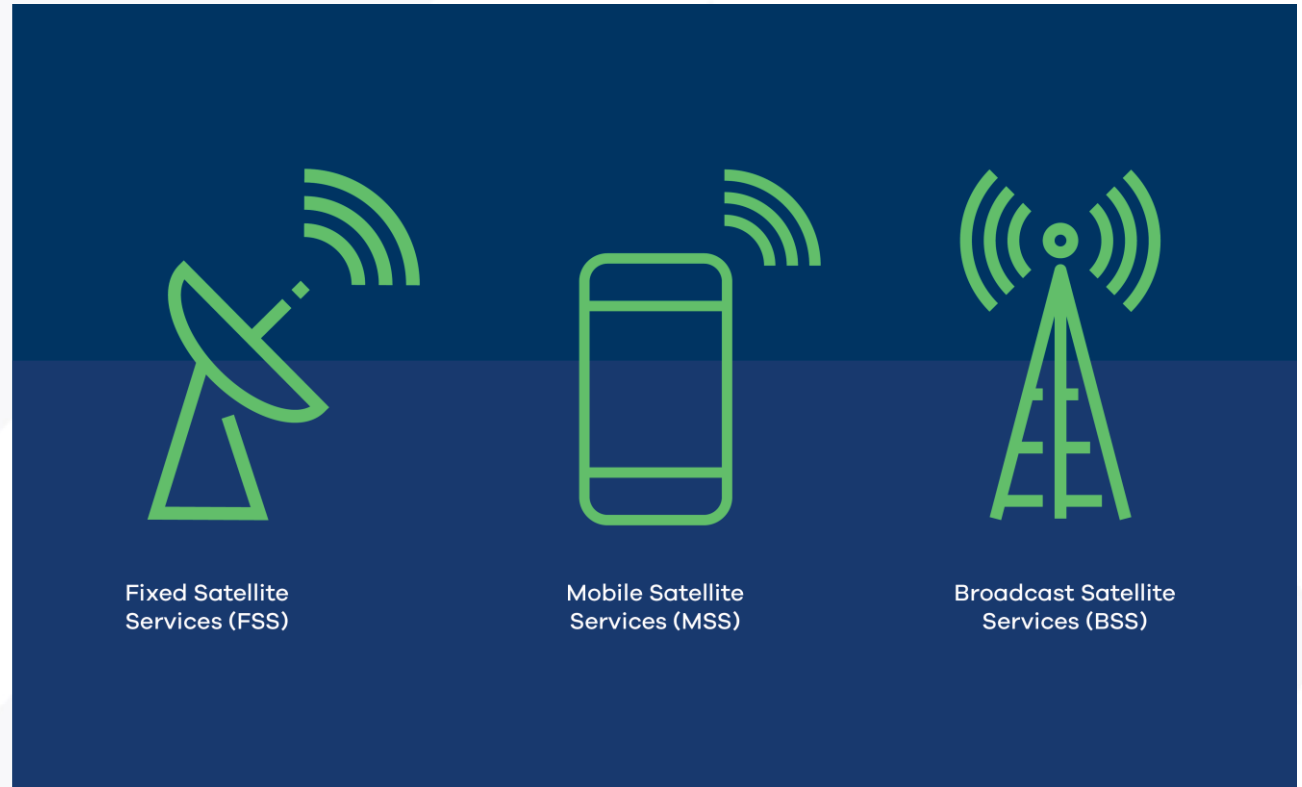 Fixed Satellite
Services (FSS)
Mobile Satellite
Services (MSS)
Broadcast Satellite
Services (BSS)